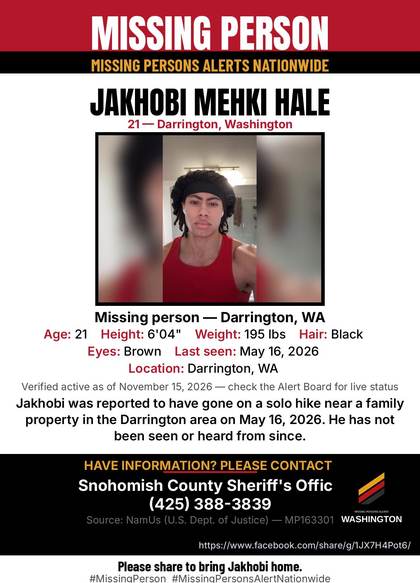 MISSING PERSON
MISSING PERSONS ALERTS NATIONWIDE
JAKHOBI MEHKI HALE
21 — Darrington, Washington
Missing person — Darrington, WA
Age: 21 Height: 6'04" Weight: 195 lbs Hair: Black
Eyes: Brown Last seen: May 16, 2026
Location: Darrington, WA
Verified active as of November 15, 2026 — check the Alert Board for live status
Jakhobi was reported to have gone on a solo hike near a family
property in the Darrington area on May 16, 2026. He has not
been seen or heard from since.
HAVE INFORMATION? PLEASE CONTACT
Snohomish County Sheriff's Offic
(425) 388-3839
Source: NamUs (U.S. Dept. of Justice) — MP163301
WASHINGTON
https://www.facebook.com/share/g/1JX7H4Pot6/
Please share to bring Jakhobi home.
#MissingPerson #MissingPersonsAlertNationwide